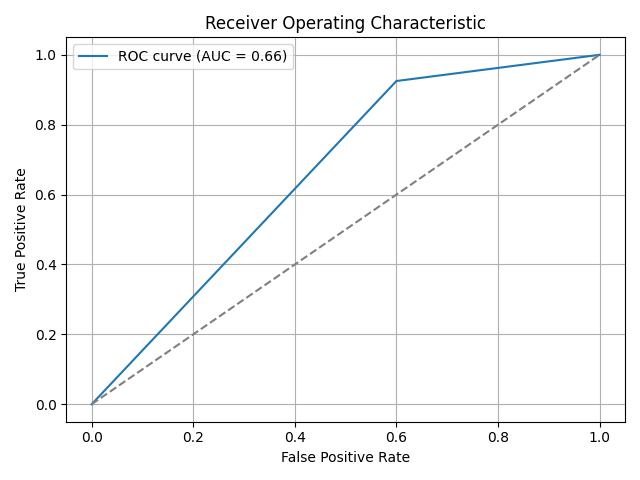 Receiver Operating Characteristic
ROC curve (AUC = 0.66)
1.0
0.8
0.6
0.4
0.2
0.0
True Positive Rate
0.0 0.2 0.4 0.6 0.8 1.0
False Positive Rate